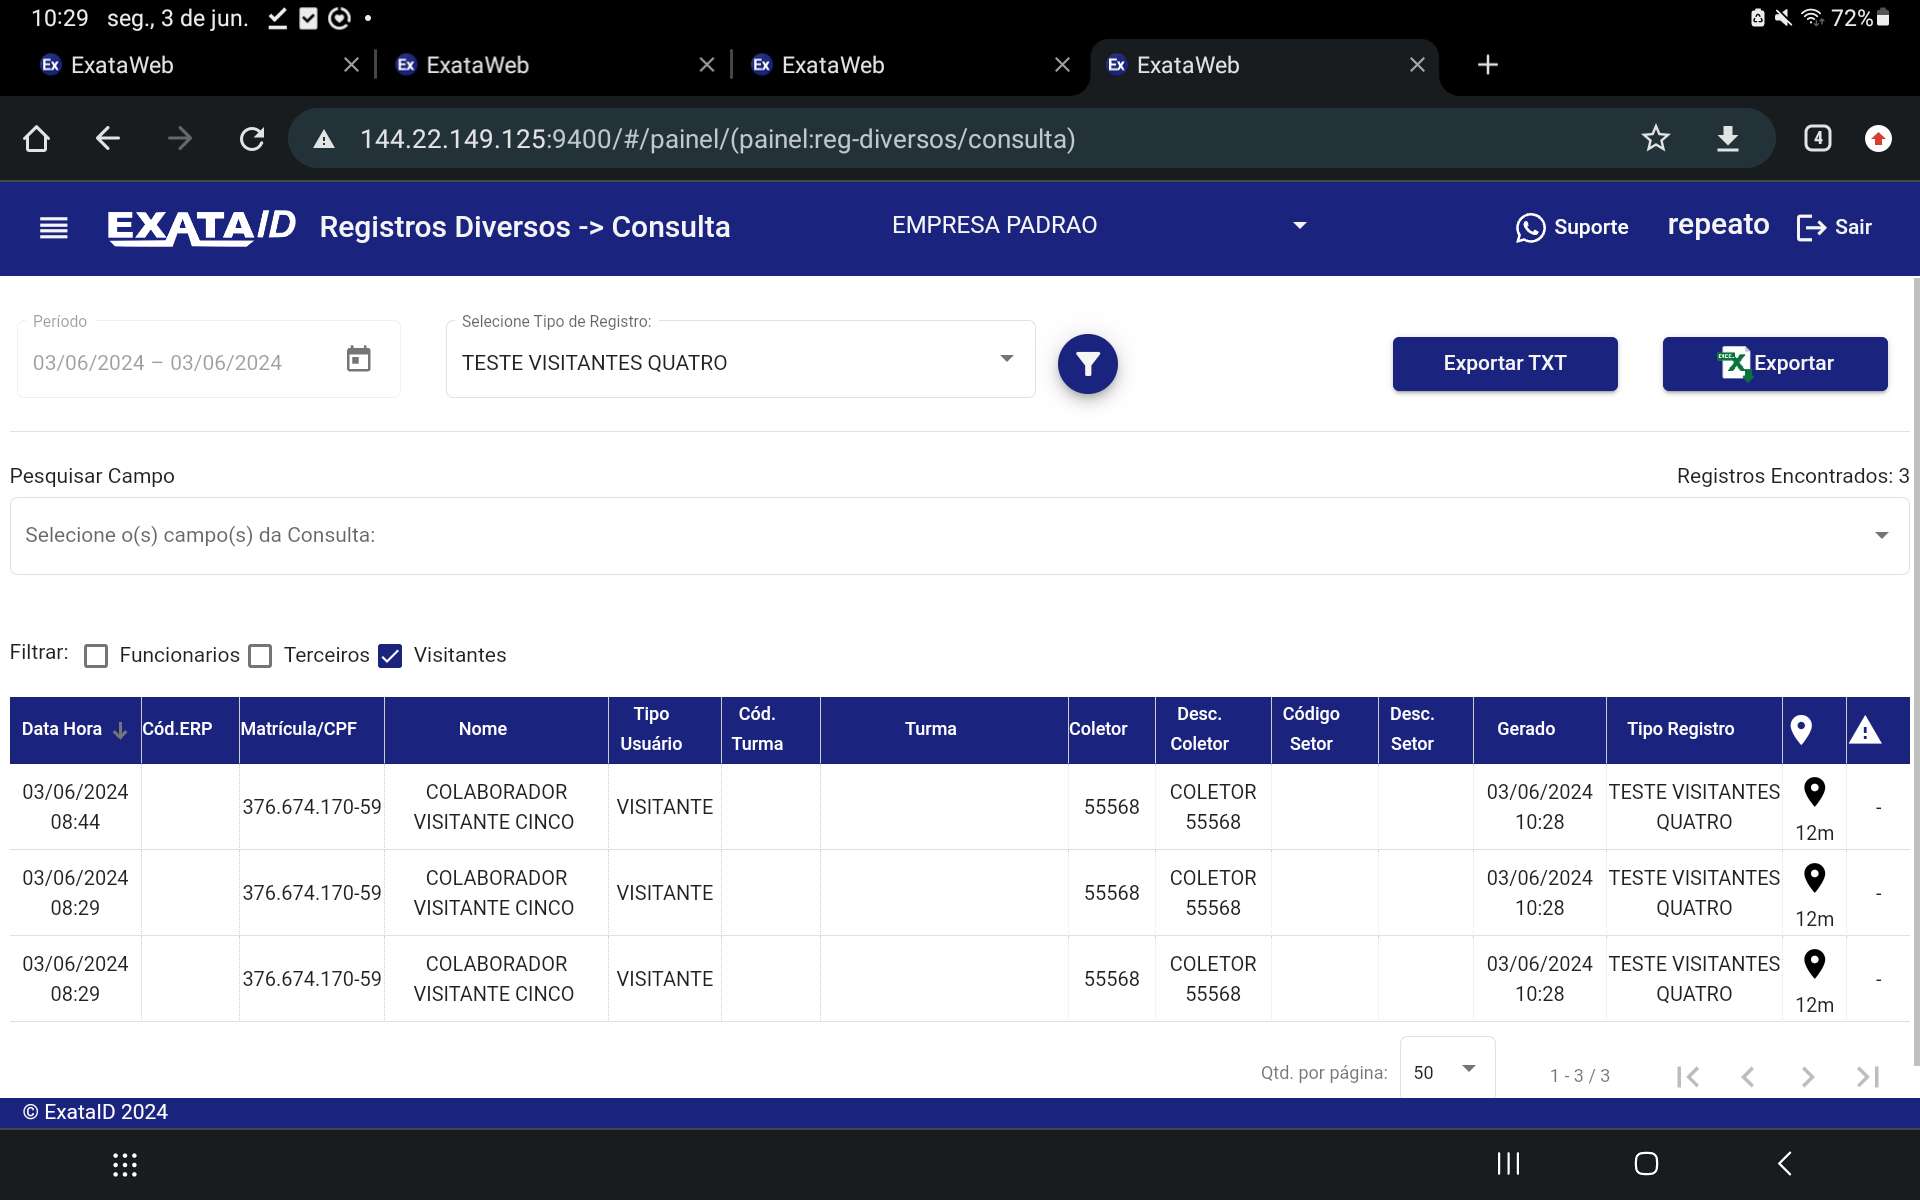 10:29 seg., 3 de jun. 72%
Ex ExataWeb Ex ExataWeb Ex ExataWeb Ex ExataWeb
144.22.149.125:9400/#/painel/(painel:reg-diversos/consulta) 4
EXATA/ID Registros Diversos -> Consulta EMPRESA PADRAO Suporte repeato Sair
Período
03/06/2024 – 03/06/2024
Selecione Tipo de Registro:
TESTE VISITANTES QUATRO
Exportar TXT
Exportar
Pesquisar Campo
Registros Encontrados: 3
Selecione o(s) campo(s) da Consulta:
Filtrar: Funcionarios Terceiros Visitantes
Data Hora Cód.ERP Matrícula/CPF Nome Tipo Usuário Cód. Turma Turma Coletor Desc. Coletor Código Setor Desc. Setor Gerado Tipo Registro
03/06/2024 08:44 376.674.170-59 COLABORADOR VISITANTE CINCO VISITANTE 55568 COLETOR 55568 03/06/2024 10:28 TESTE VISITANTES QUATRO 12m -
03/06/2024 08:29 376.674.170-59 COLABORADOR VISITANTE CINCO VISITANTE 55568 COLETOR 55568 03/06/2024 10:28 TESTE VISITANTES QUATRO 12m -
03/06/2024 08:29 376.674.170-59 COLABORADOR VISITANTE CINCO VISITANTE 55568 COLETOR 55568 03/06/2024 10:28 TESTE VISITANTES QUATRO 12m -
Qtd. por página: 50 1 - 3 / 3
© ExataID 2024